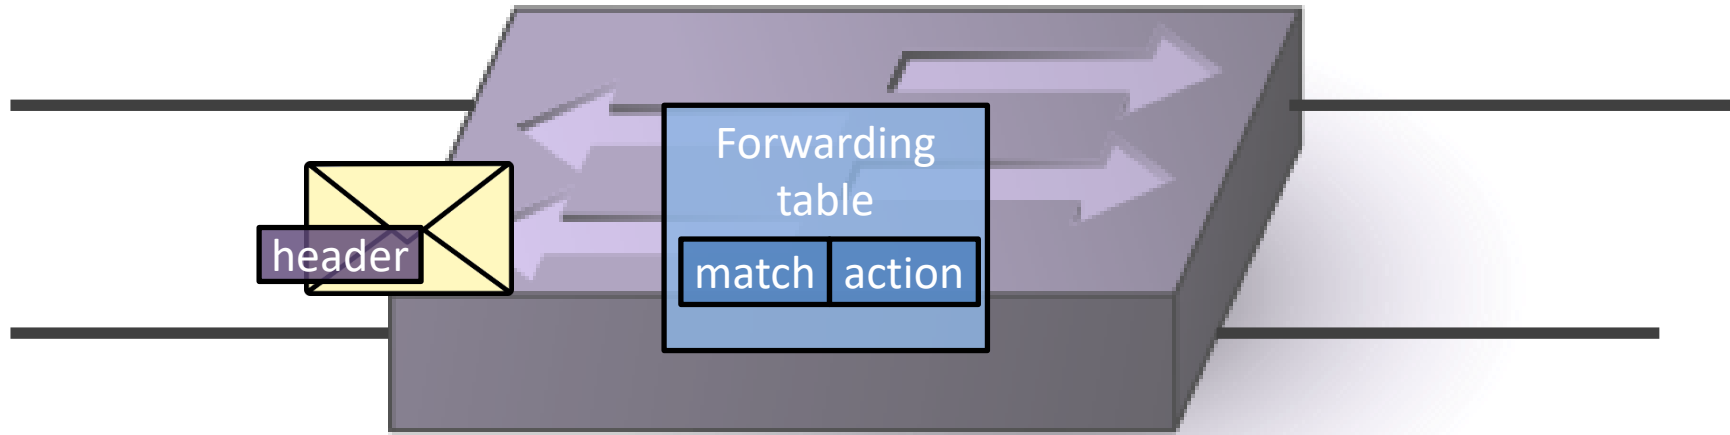 Forwarding
table
header
match action